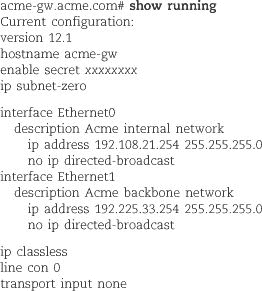 acme-gw.acme.com# show running
Current configuration:
version 12.1
hostname acme-gw
enable secret xxxxxxxx
ip subnet-zero
interface Ethernet0
description Acme internal network
ip address 192.108.21.254 255.255.255.0
no ip directed-broadcast
interface Ethernet1
description Acme backbone network
ip address 192.225.33.254 255.255.255.0
no ip directed-broadcast
ip classless
line con 0
transport input none